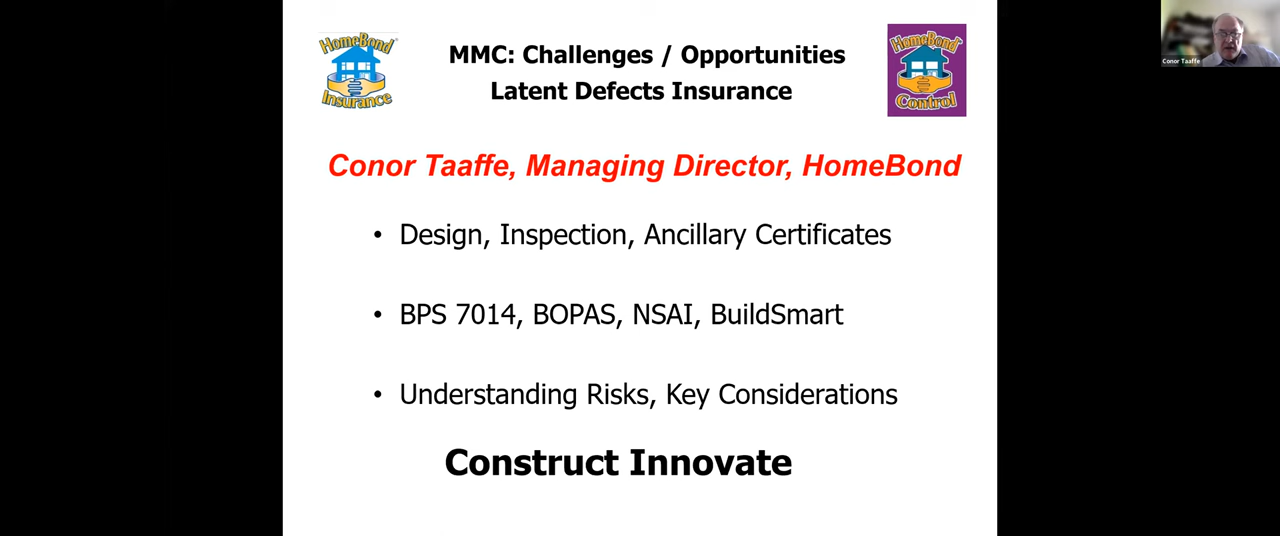 HomeBond
Insurance
MMC: Challenges / Opportunities
Latent Defects Insurance
HomeBond
Control
Conor Taaffe
Conor Taaffe, Managing Director, HomeBond
• Design, Inspection, Ancillary Certificates
• BPS 7014, BOPAS, NSAI, BuildSmart
• Understanding Risks, Key Considerations
Construct Innovate